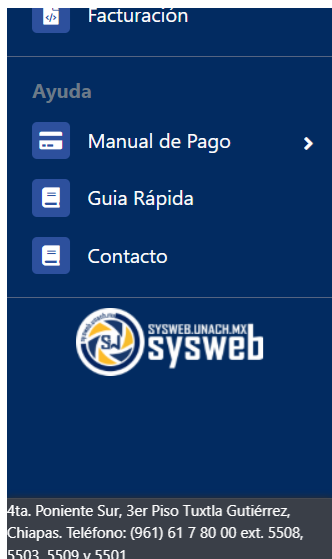 Facturación
Ayuda
Manual de Pago
Guia Rápida
Contacto
SYSWEB.UNACH.MX
sysweb
4ta. Poniente Sur, 3er Piso Tuxtla Gutiérrez,
Chiapas. Teléfono: (961) 61 7 80 00 ext. 5508,
5503, 5509 y 5501